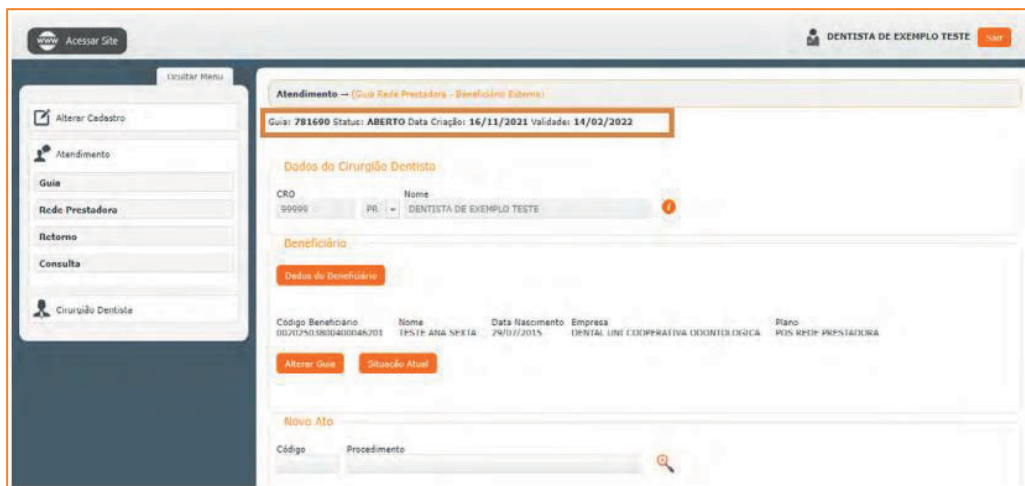 www Acessar Site
DENTISTA DE EXEMPLO TESTE Sair
Ocultar Menu
Alterar Cadastro
Atendimento
Guia
Rede Prestadora
Retorno
Consulta
Cirurgião Dentista
Atendimento → (Guia Rede Prestadora - Beneficiário Externo)
Guia: 781690 Status: ABERTO Data Criação: 16/11/2021 Validade: 14/02/2022
Dados do Cirurgião Dentista
CRO Nome
99999 PR DENTISTA DE EXEMPLO TESTE
Beneficiário
Dados do Beneficiário
Código Beneficiário Nome Data Nascimento Empresa Plano
00202503800400046201 TESTE ANA SEXTA 29/07/2015 DENTAL UNI COOPERATIVA ODONTOLOGICA POS REDE PRESTADORA
Alterar Guia Situação Atual
Novo Ato
Código Procedimento